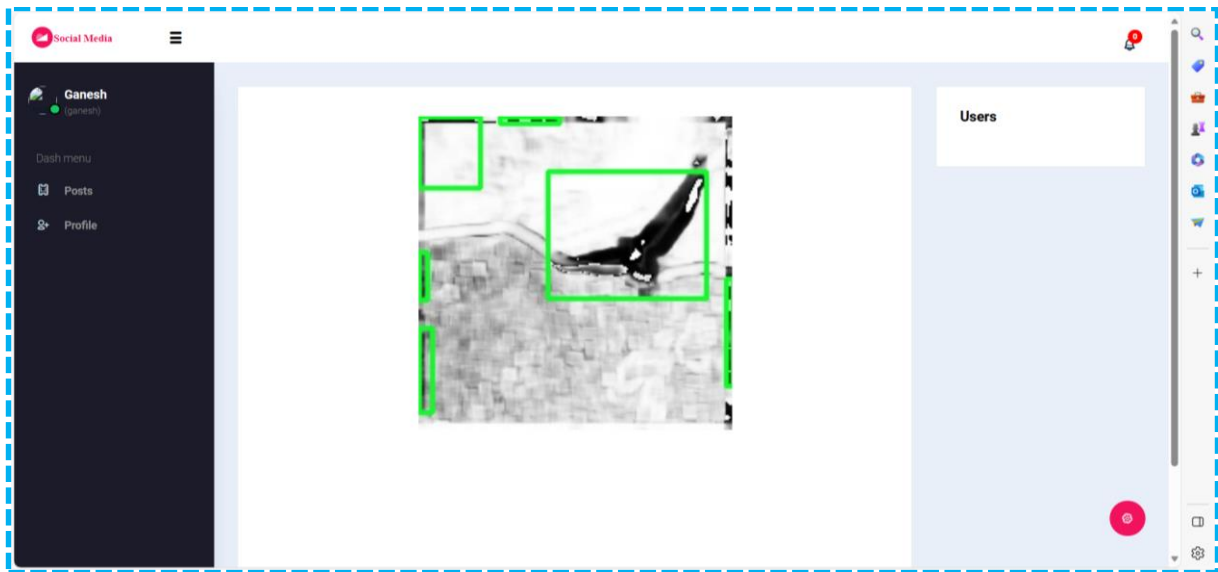 Social Media
0
Ganesh
(ganesh)
Dash menu
Posts
Profile
Users